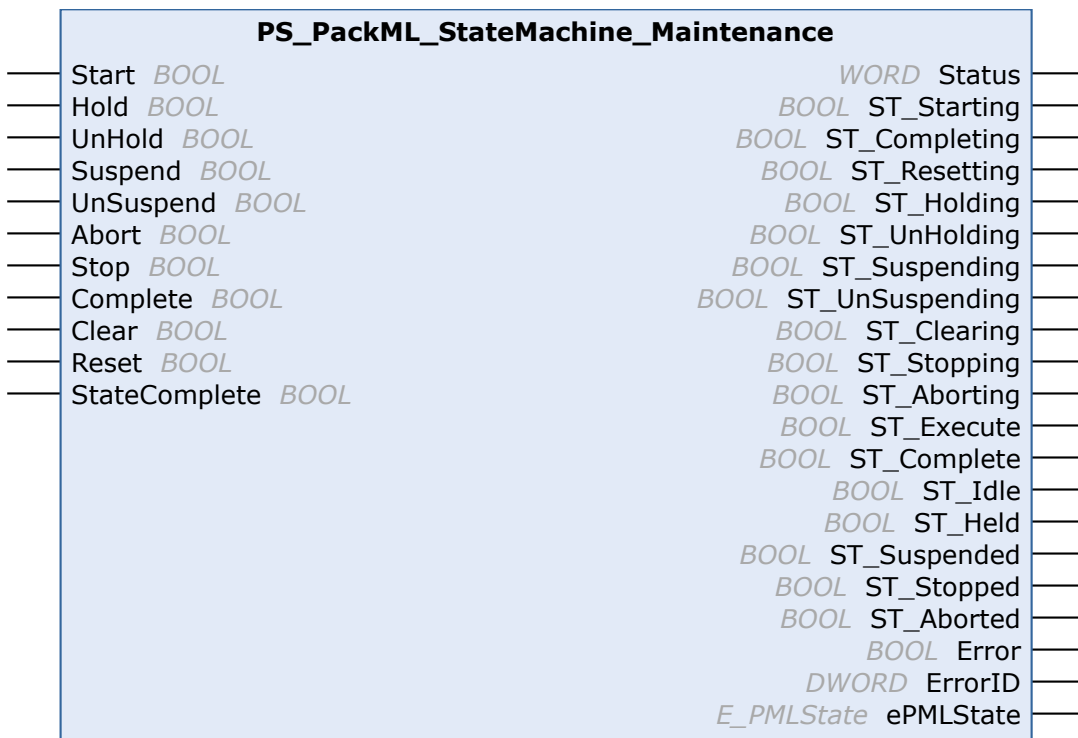 PS_PackML_StateMachine_Maintenance
Start BOOL WORD Status
Hold BOOL BOOL ST_Starting
UnHold BOOL BOOL ST_Completing
Suspend BOOL BOOL ST_Resetting
UnSuspend BOOL BOOL ST_Holding
Abort BOOL BOOL ST_UnHolding
Stop BOOL BOOL ST_Suspending
Complete BOOL BOOL ST_UnSuspending
Clear BOOL BOOL ST_Clearing
Reset BOOL BOOL ST_Stopping
StateComplete BOOL BOOL ST_Aborting
BOOL ST_Execute
BOOL ST_Complete
BOOL ST_Idle
BOOL ST_Held
BOOL ST_Suspended
BOOL ST_Stopped
BOOL ST_Aborted
BOOL Error
DWORD ErrorID
E_PMLState ePMLState